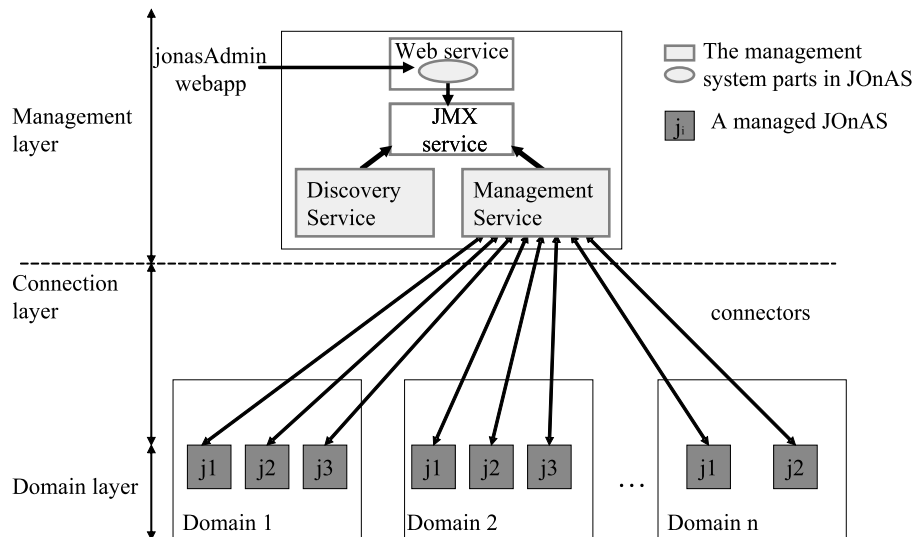 Web service
jonasAdmin
webapp
The management
system parts in JOnAS
Management
layer
JMX
service
ji A managed JOnAS
Discovery
Service
Management
Service
Connection
layer
connectors
j1 j2 j3 j1 j2 j3 j1 j2
Domain layer
...
Domain 1 Domain 2 Domain n